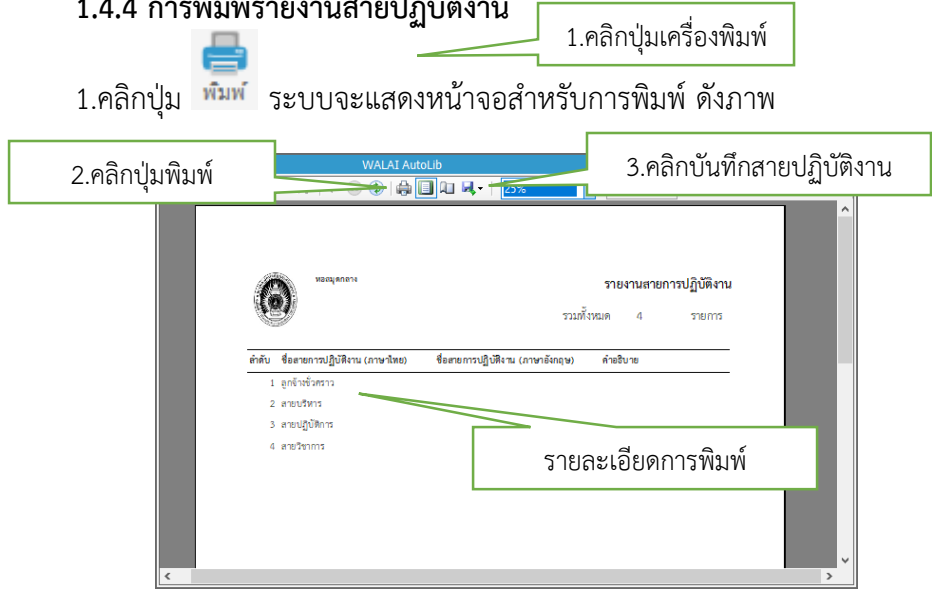 1.4.4 การพิมพ์รายงานสายปฏิบัติงาน
1.คลิกปุ่มเครื่องพิมพ์
1.คลิกปุ่ม พิมพ์ ระบบจะแสดงหน้าจอสำหรับการพิมพ์ ดังภาพ
2.คลิกปุ่มพิมพ์
WALAI AutoLib
3.คลิกบันทึกสายปฏิบัติงาน
25%
หอสมุดกลาง
รายงานสายการปฏิบัติงาน
รวมทั้งหมด 4 รายการ
ลำดับ ชื่อสายการปฏิบัติงาน (ภาษาไทย) ชื่อสายการปฏิบัติงาน (ภาษาอังกฤษ) คำอธิบาย
1 ลูกจ้างชั่วคราว
2 สายบริหาร
3 สายปฏิบัติการ
4 สายวิชาการ
รายละเอียดการพิมพ์